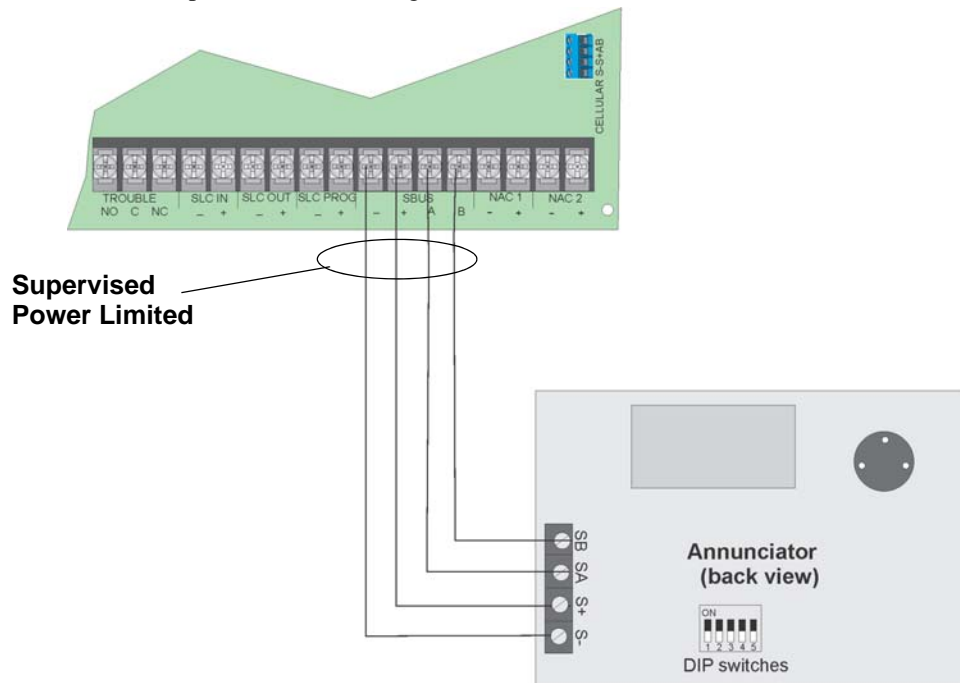 CELLULAR S-S+AB
TROUBLE SLC IN SLC OUT SLC PROG SBUS NAC 1 NAC 2
NO C NC – + – + – + – + A B - + - +
Supervised
Power Limited
SB
SA
S+
S-
Annunciator
(back view)
ON
1 2 3 4 5
DIP switches